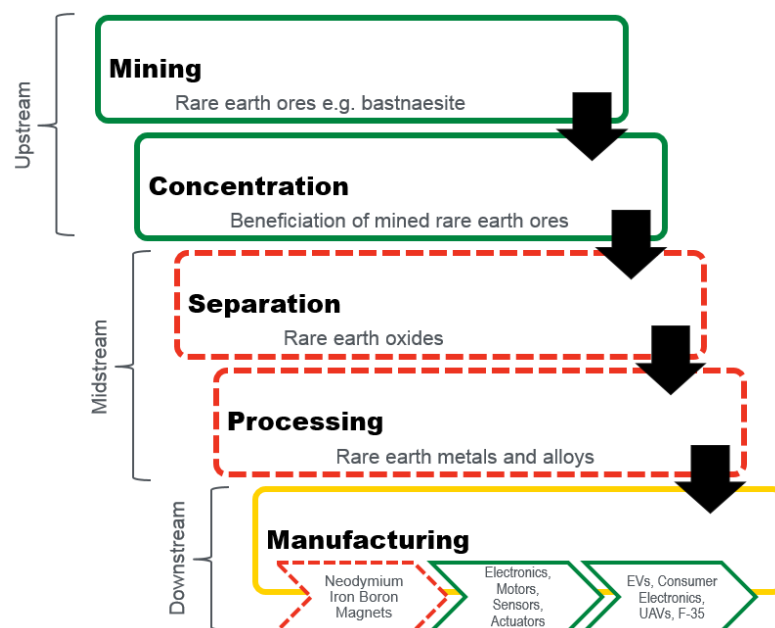 Upstream
Mining
Rare earth ores e.g. bastnaesite
Concentration
Beneficiation of mined rare earth ores
Midstream
Separation
Rare earth oxides
Processing
Rare earth metals and alloys
Downstream
Manufacturing
Neodymium
Iron Boron
Magnets
Electronics,
Motors,
Sensors,
Actuators
EVs, Consumer
Electronics,
UAVs, F-35